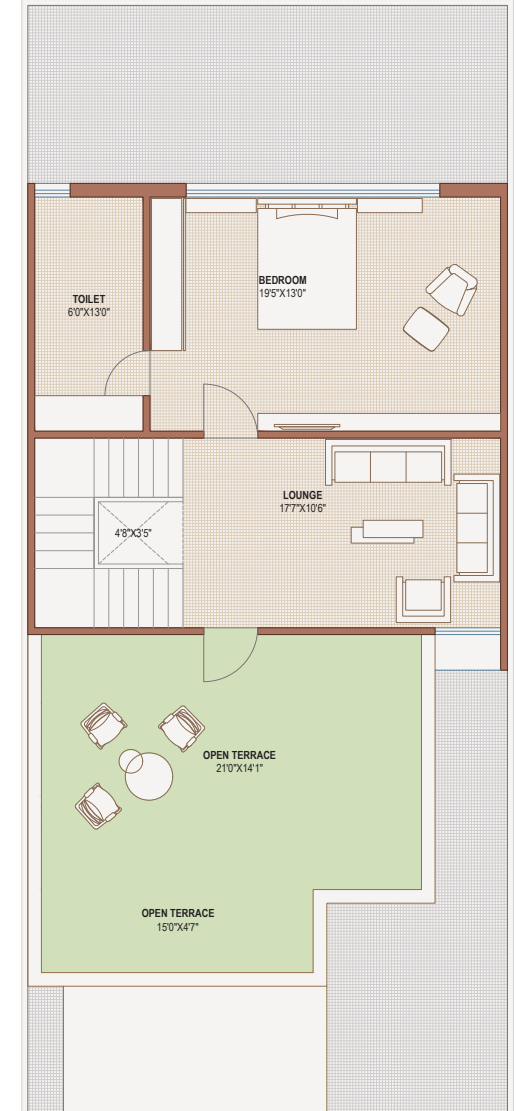 BEDROOM
19'5"X13'0"
TOILET
6'0"X13'0"
LOUNGE
17'7"X10'6"
4'8"X3'5"
OPEN TERRACE
21'0"X14'1"
OPEN TERRACE
15'0"X4'7"